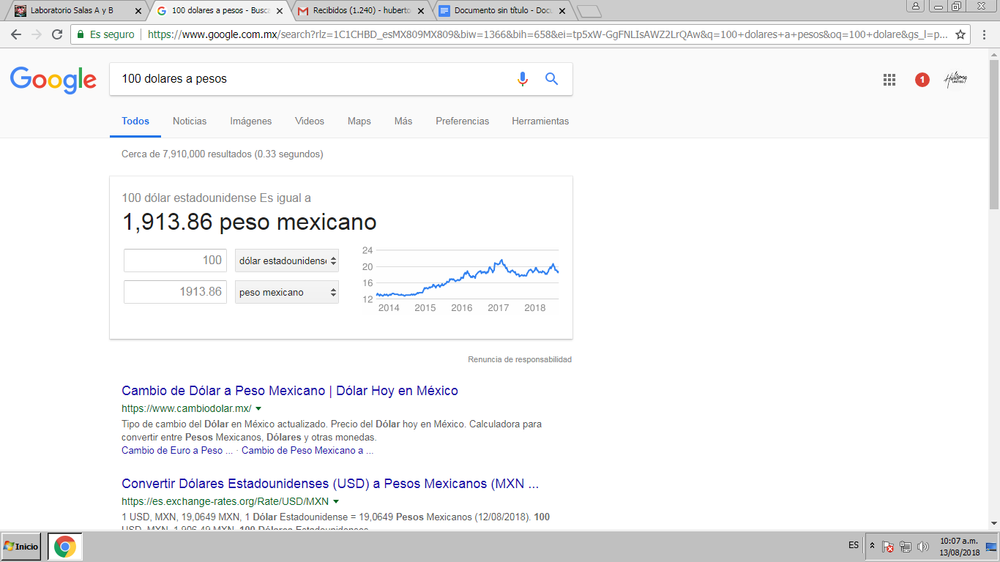 Laboratorio Salas A y B
100 dolares a pesos - Busca
Recibidos (1.240) - huberto
Documento sin título - Docu
Es seguro
https://www.google.com.mx/search?rlz=1C1CHBD_esMX809MX809&biw=1366&bih=658&ei=tp5xW-GgFNLIsAWZ2LrQAw&q=100+dolares+a+pesos&oq=100+dolare&gs_l=p...
Google
100 dolares a pesos
1
Hillsong
UNITED
Todos
Noticias
Imágenes
Videos
Maps
Más
Preferencias
Herramientas
Cerca de 7,910,000 resultados (0.33 segundos)
100 dólar estadounidense Es igual a
1,913.86 peso mexicano
100
dólar estadounidense
1913.86
peso mexicano
24
20
16
12
2014
2015
2016
2017
2018
Renuncia de responsabilidad
Cambio de Dólar a Peso Mexicano | Dólar Hoy en México
https://www.cambiodolar.mx/
Tipo de cambio del Dólar en México actualizado. Precio del Dólar hoy en México. Calculadora para
convertir entre Pesos Mexicanos, Dólares y otras monedas.
Cambio de Euro a Peso ... · Cambio de Peso Mexicano a ...
Convertir Dólares Estadounidenses (USD) a Pesos Mexicanos (MXN ...
https://es.exchange-rates.org/Rate/USD/MXN
1 USD, MXN, 19,0649 MXN, 1 Dólar Estadounidense = 19,0649 Pesos Mexicanos (12/08/2018). 100
USD, MXN, 1.906,49 MXN, 100 Dólares Estadounidenses
Inicio
ES
10:07 a.m.
13/08/2018